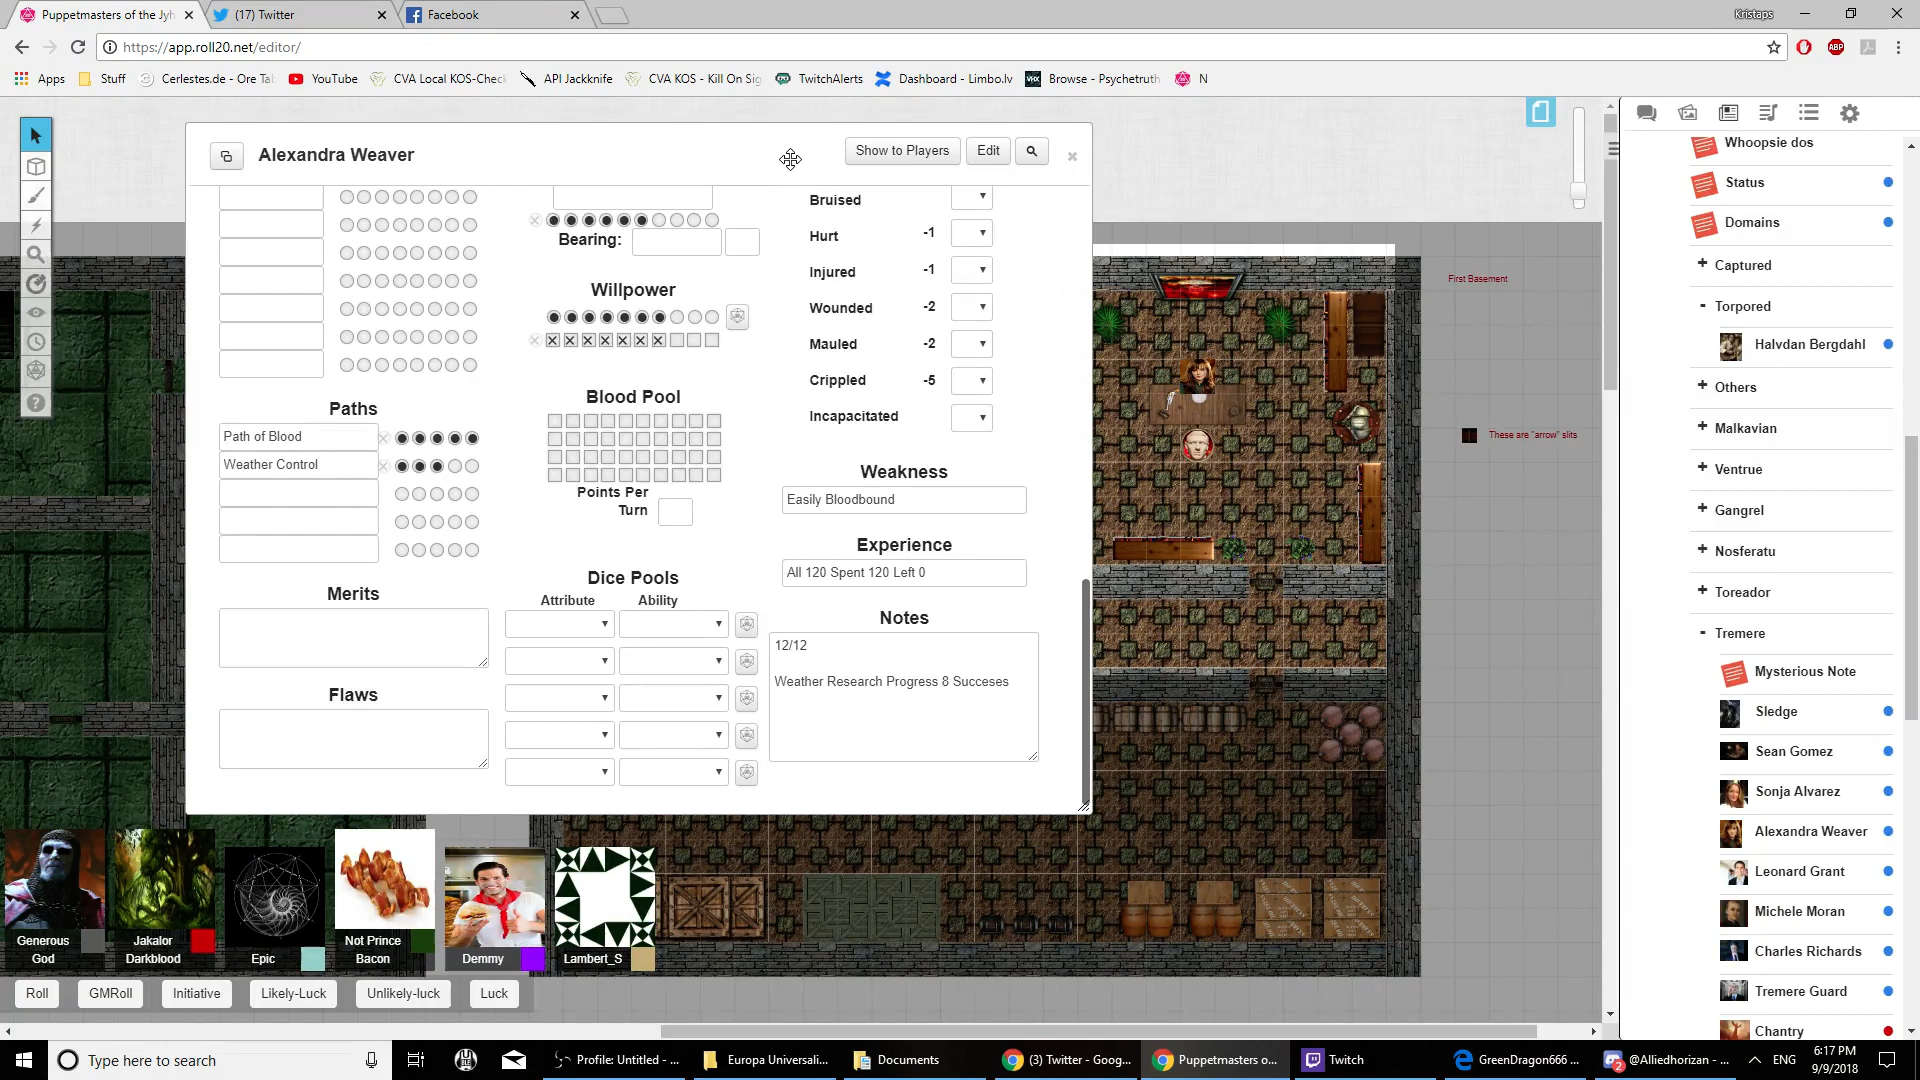 Puppetmasters of the Jyh
(17) Twitter
Facebook
Kristaps
https://app.roll20.net/editor/
ABP
Apps
Stuff
Cerlestes.de - Ore Tab
YouTube
CVA Local KOS-Check
API Jackknife
CVA KOS - Kill On Sig
TwitchAlerts
Dashboard - Limbo.lv
VHX
Browse - Psychetruth
N
Alexandra Weaver
Show to Players
Edit
Bearing:
Willpower
Blood Pool
Points Per
Turn
Dice Pools
Attribute
Ability
Paths
Path of Blood
Weather Control
Merits
Flaws
Bruised
Hurt -1
Injured -1
Wounded -2
Mauled -2
Crippled -5
Incapacitated
Weakness
Easily Bloodbound
Experience
All 120 Spent 120 Left 0
Notes
12/12
Weather Research Progress 8 Succeses
First Basement
These are "arrow" slits
Whoopsie dos
Status
Domains
+ Captured
- Torpored
Halvdan Bergdahl
+ Others
+ Malkavian
+ Ventrue
+ Gangrel
+ Nosferatu
+ Toreador
- Tremere
Mysterious Note
Sledge
Sean Gomez
Sonja Alvarez
Alexandra Weaver
Leonard Grant
Michele Moran
Charles Richards
Tremere Guard
Chantry
Generous
God
Jakalor
Darkblood
Epic
Not Prince
Bacon
Demmy
Lambert_S
Roll
GMRoll
Initiative
Likely-Luck
Unlikely-luck
Luck
Type here to search
Profile: Untitled - ...
Europa Universali...
Documents
(3) Twitter - Goog...
Puppetmasters o...
Twitch
GreenDragon666 ...
2
@Alliedhorizan - ...
ENG
6:17 PM
9/9/2018